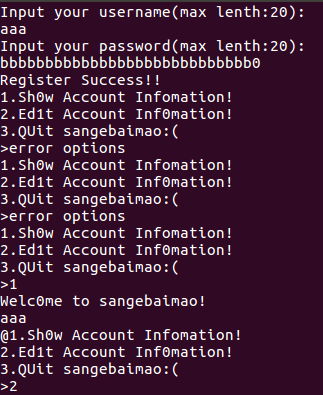 Input your username(max lenth:20):
aaa
Input your password(max lenth:20):
bbbbbbbbbbbbbbbbbbbbbbbbbbbb0
Register Success!!
1.Sh0w Account Infomation!
2.Ed1t Account Inf0mation!
3.QUit sangebaimao:(
>error options
1.Sh0w Account Infomation!
2.Ed1t Account Inf0mation!
3.QUit sangebaimao:(
>error options
1.Sh0w Account Infomation!
2.Ed1t Account Inf0mation!
3.QUit sangebaimao:(
>1
Welc0me to sangebaimao!
aaa
@1.Sh0w Account Infomation!
2.Ed1t Account Inf0mation!
3.QUit sangebaimao:(
>2